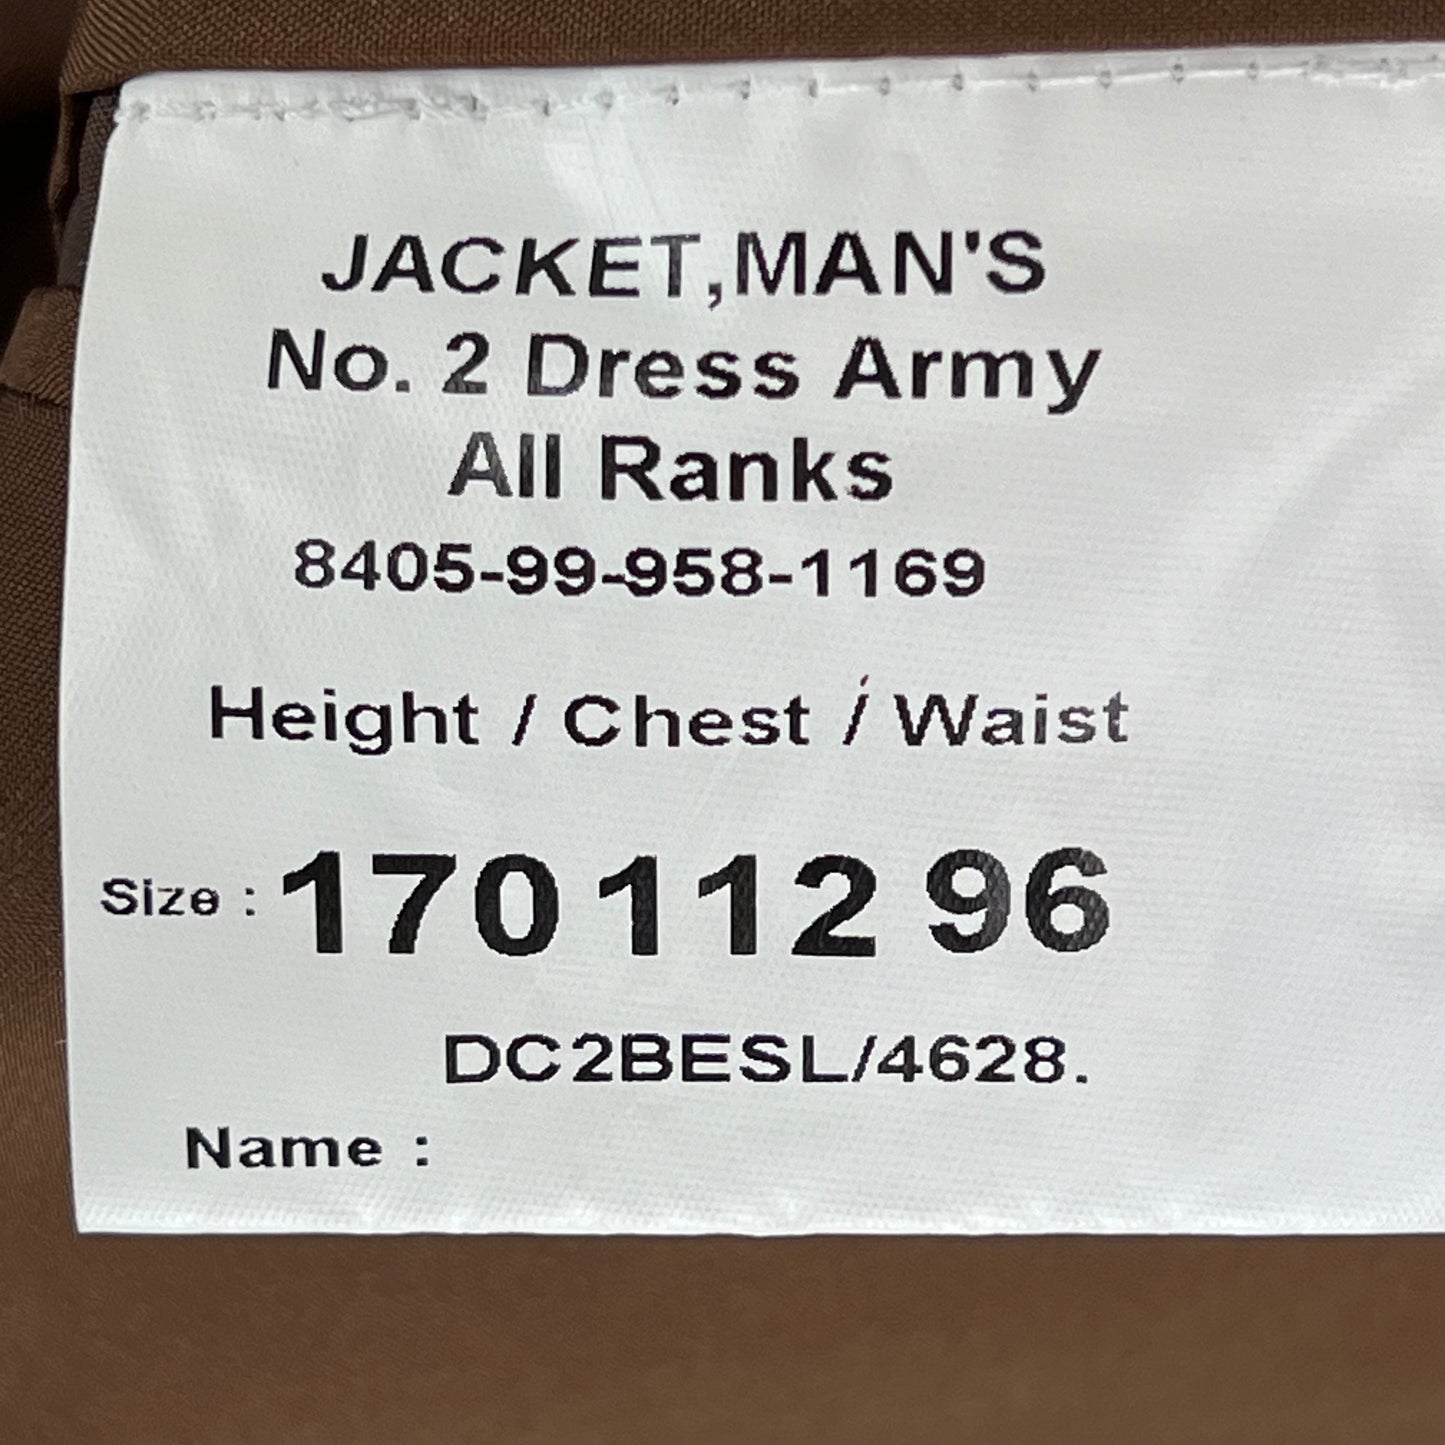 JACKET,MAN'S
No. 2 Dress Army
All Ranks
8405-99-958-1169
Height / Chest / Waist
Size : 170 112 96
DC2BESL/4628.
Name :